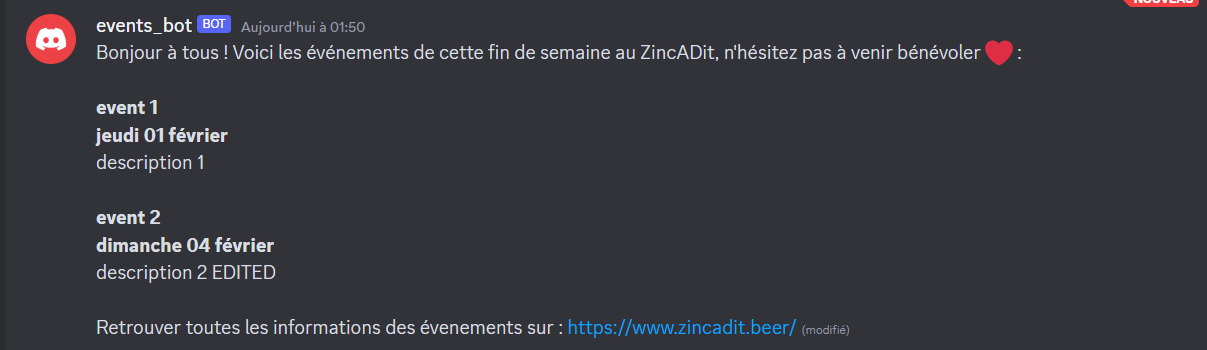 NOUVEAU
events_bot BOT Aujourd'hui à 01:50
Bonjour à tous ! Voici les événements de cette fin de semaine au ZincADit, n'hésitez pas à venir bénévoler ❤️ :
event 1
jeudi 01 février
description 1
event 2
dimanche 04 février
description 2 EDITED
Retrouver toutes les informations des évenements sur : https://www.zincadit.beer/ (modifié)